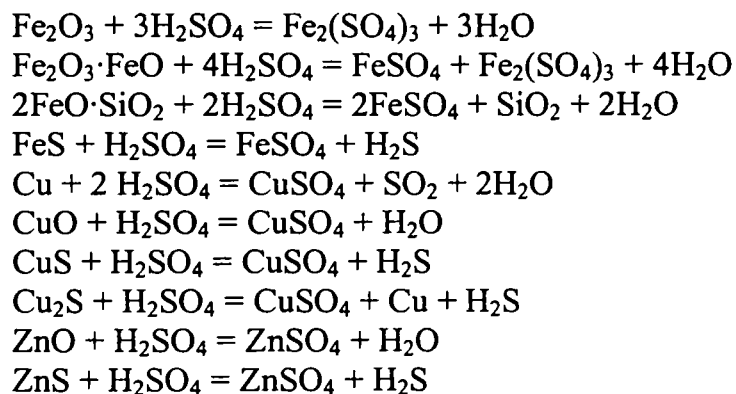 Fe₂O₃ + 3H₂SO₄ = Fe₂(SO₄)₃ + 3H₂O
Fe₂O₃·FeO + 4H₂SO₄ = FeSO₄ + Fe₂(SO₄)₃ + 4H₂O
2FeO·SiO₂ + 2H₂SO₄ = 2FeSO₄ + SiO₂ + 2H₂O
FeS + H₂SO₄ = FeSO₄ + H₂S
Cu + 2 H₂SO₄ = CuSO₄ + SO₂ + 2H₂O
CuO + H₂SO₄ = CuSO₄ + H₂O
CuS + H₂SO₄ = CuSO₄ + H₂S
Cu₂S + H₂SO₄ = CuSO₄ + Cu + H₂S
ZnO + H₂SO₄ = ZnSO₄ + H₂O
ZnS + H₂SO₄ = ZnSO₄ + H₂S